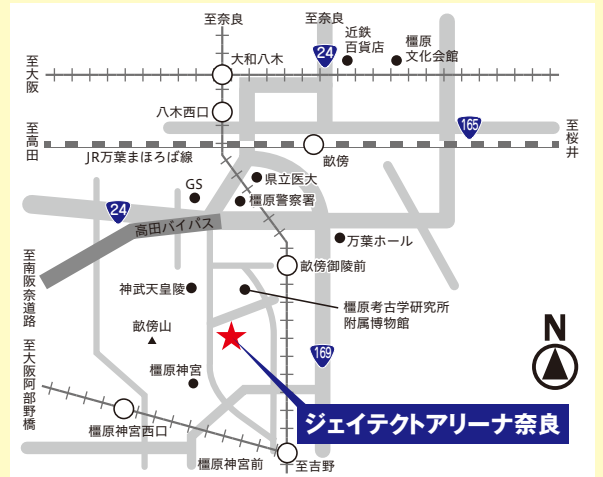 至奈良
至奈良
24
近鉄
百貨店
橿原
文化会館
大和八木
至大阪
八木西口
165
至高田
至桜井
JR万葉まほろば線
畝傍
GS
県立医大
橿原警察署
24
高田バイパス
万葉ホール
至南阪奈道路
畝傍御陵前
神武天皇陵
橿原考古学研究所
附属博物館
畝傍山
N
169
至大阪阿部野橋
橿原神宮
ジェイテクトアリーナ奈良
橿原神宮西口
橿原神宮前
至吉野